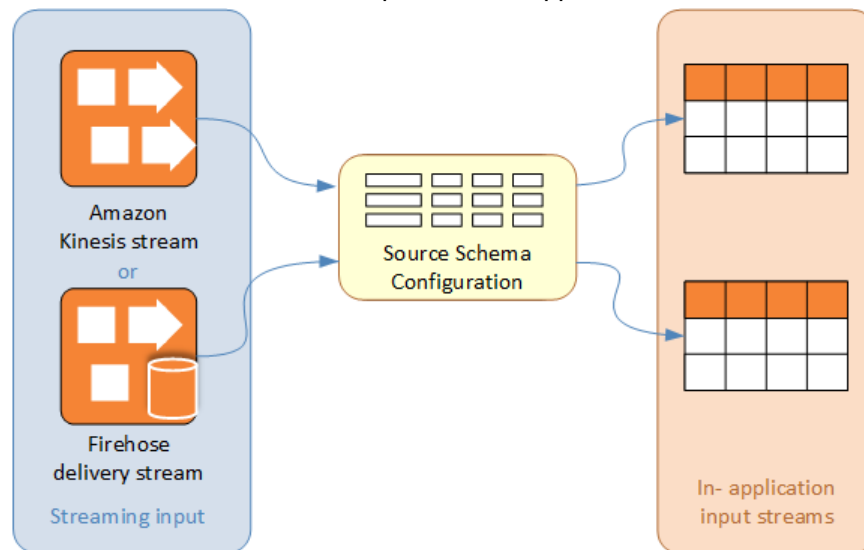 Amazon
Kinesis stream
or
Firehose
delivery stream
Streaming input
Source Schema
Configuration
In- application
input streams